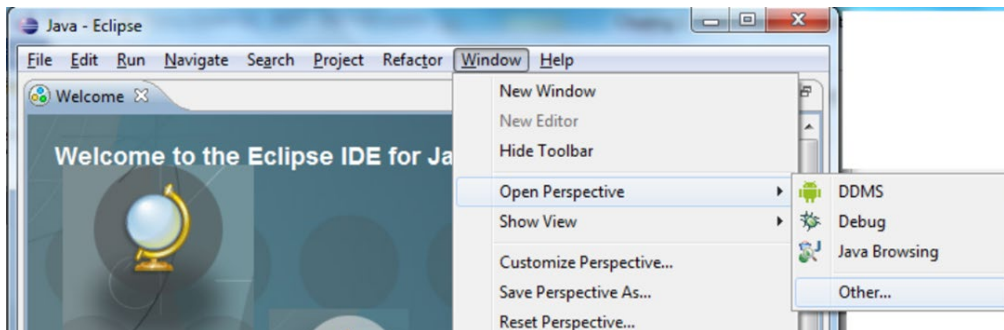 Java - Eclipse
File Edit Run Navigate Search Project Refactor Window Help
Welcome
Welcome to the Eclipse IDE for Ja
New Window
New Editor
Hide Toolbar
Open Perspective
Show View
Customize Perspective...
Save Perspective As...
Reset Perspective...
DDMS
Debug
Java Browsing
Other...